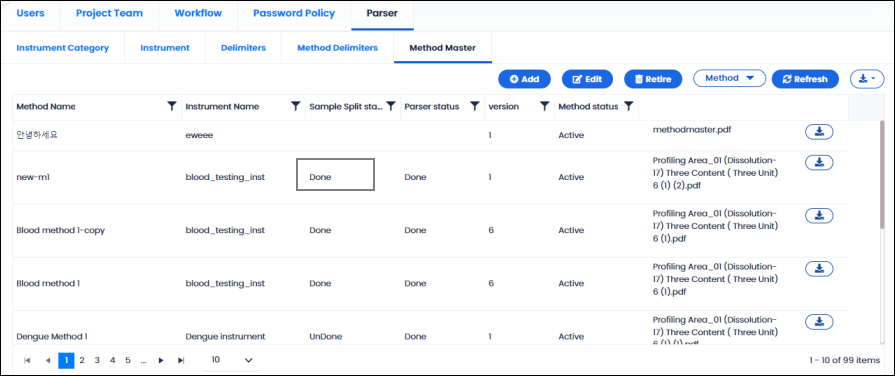 Users Project Team Workflow Password Policy Parser
Instrument Category Instrument Delimiters Method Delimiters Method Master
Add Edit Retire Method Refresh
Method Name Instrument Name Sample Split sta... Parser status version Method status
안녕하세요 eweee 1 Active methodmaster.pdf
Profiling Area_01 (Dissolution-
new-m1 blood_testing_inst Done Done 1 Active 17) Three Content ( Three Unit)
6 (1) (2).pdf
Profiling Area_01 (Dissolution-
Blood method 1-copy blood_testing_inst Done Done 6 Active 17) Three Content ( Three Unit)
6 (1).pdf
Profiling Area_01 (Dissolution-
Blood method 1 blood_testing_inst Done Done 6 Active 17) Three Content ( Three Unit)
6 (1).pdf
Profiling Area_01 (Dissolution-
Dengue Method 1 Dengue instrument UnDone Done 1 Active 17) Three Content ( Three Unit)
6 (1) (1).pdf
1 2 3 4 5 ... 10 1 - 10 of 99 items